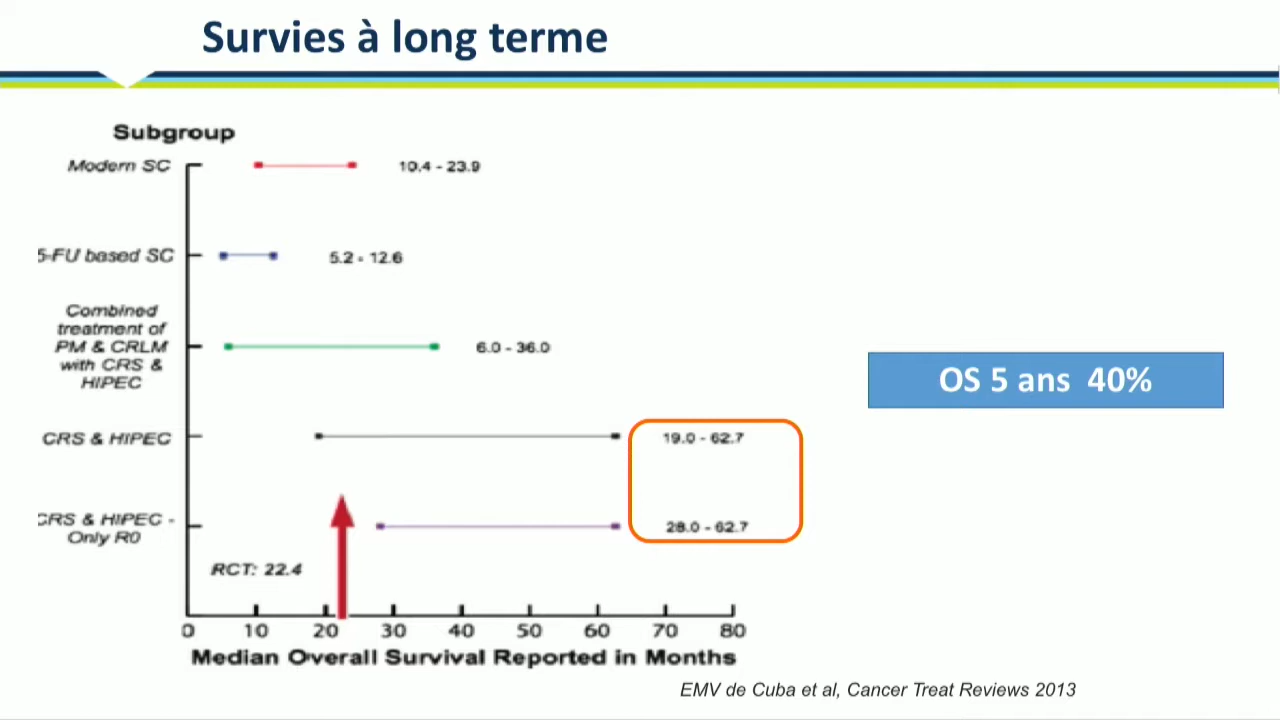 Survies à long terme
Subgroup
Modern SC
10.4 - 23.9
5-FU based SC
5.2 - 12.6
Combined
treatment of
PM & CRLM
with CRS &
HIPEC
6.0 - 36.0
OS 5 ans 40%
CRS & HIPEC
19.0 - 62.7
CRS & HIPEC -
Only R0
28.0 - 62.7
RCT: 22.4
0 10 20 30 40 50 60 70 80
Median Overall Survival Reported in Months
EMV de Cuba et al, Cancer Treat Reviews 2013